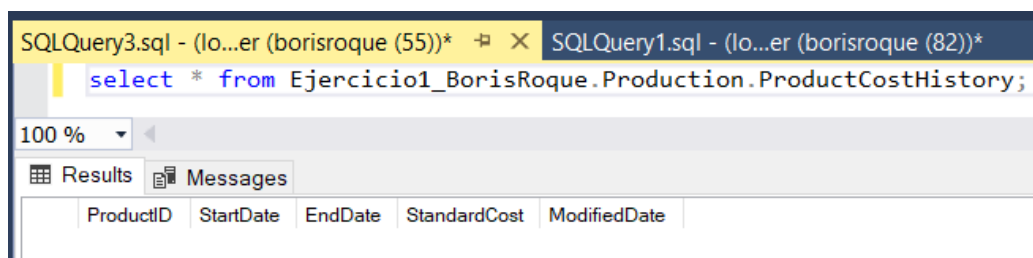 SQLQuery3.sql - (lo...er (borisroque (55))* SQLQuery1.sql - (lo...er (borisroque (82))*
select * from Ejercicio1_BorisRoque.Production.ProductCostHistory;
100 %
Results Messages
ProductID StartDate EndDate StandardCost ModifiedDate